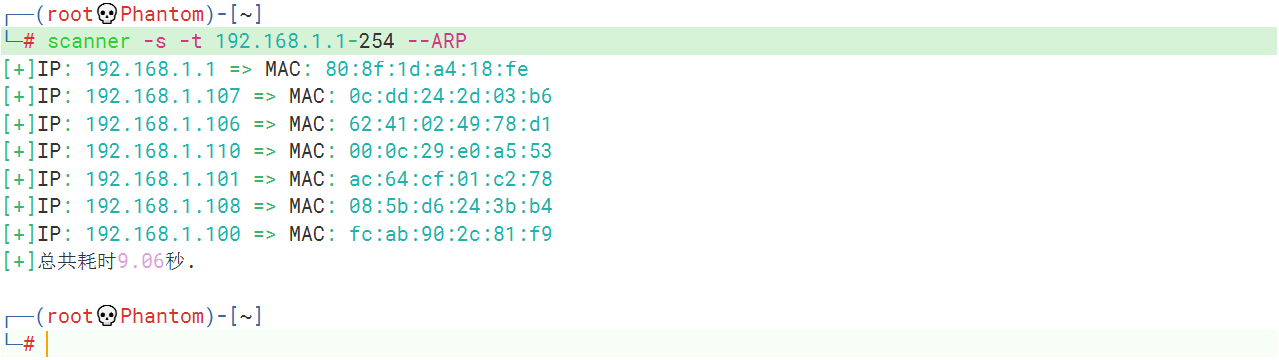 ┌──(root💀Phantom)-[~]
└─# scanner -s -t 192.168.1.1-254 --ARP
[+]IP: 192.168.1.1 => MAC: 80:8f:1d:a4:18:fe
[+]IP: 192.168.1.107 => MAC: 0c:dd:24:2d:03:b6
[+]IP: 192.168.1.106 => MAC: 62:41:02:49:78:d1
[+]IP: 192.168.1.110 => MAC: 00:0c:29:e0:a5:53
[+]IP: 192.168.1.101 => MAC: ac:64:cf:01:c2:78
[+]IP: 192.168.1.108 => MAC: 08:5b:d6:24:3b:b4
[+]IP: 192.168.1.100 => MAC: fc:ab:90:2c:81:f9
[+]总共耗时9.06秒.
┌──(root💀Phantom)-[~]
└─#